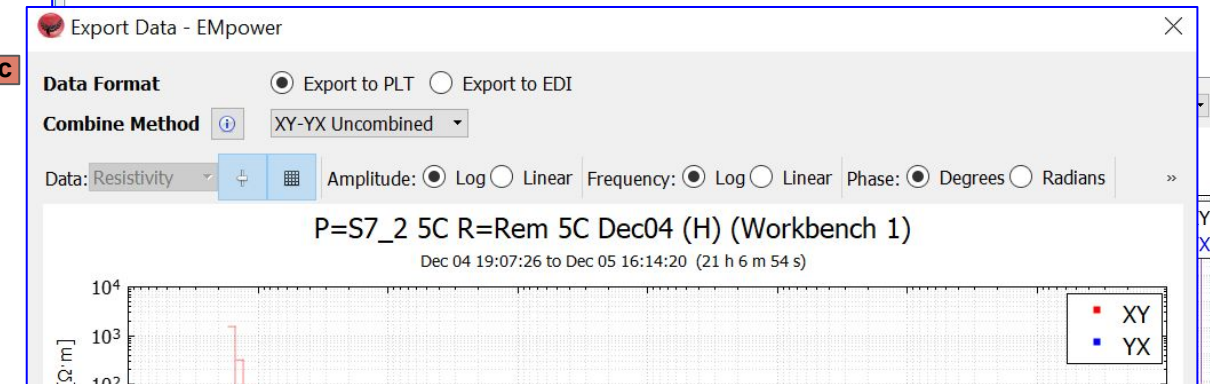 Export Data - EMpower
c
Data Format Export to PLT Export to EDI
Combine Method XY-YX Uncombined
Data: Resistivity Amplitude: Log Linear Frequency: Log Linear Phase: Degrees Radians »
P=S7_2 5C R=Rem 5C Dec04 (H) (Workbench 1)
Dec 04 19:07:26 to Dec 05 16:14:20 (21 h 6 m 54 s)
10⁴
XY
10³
YX
[Ω·m]
10²
Y
X